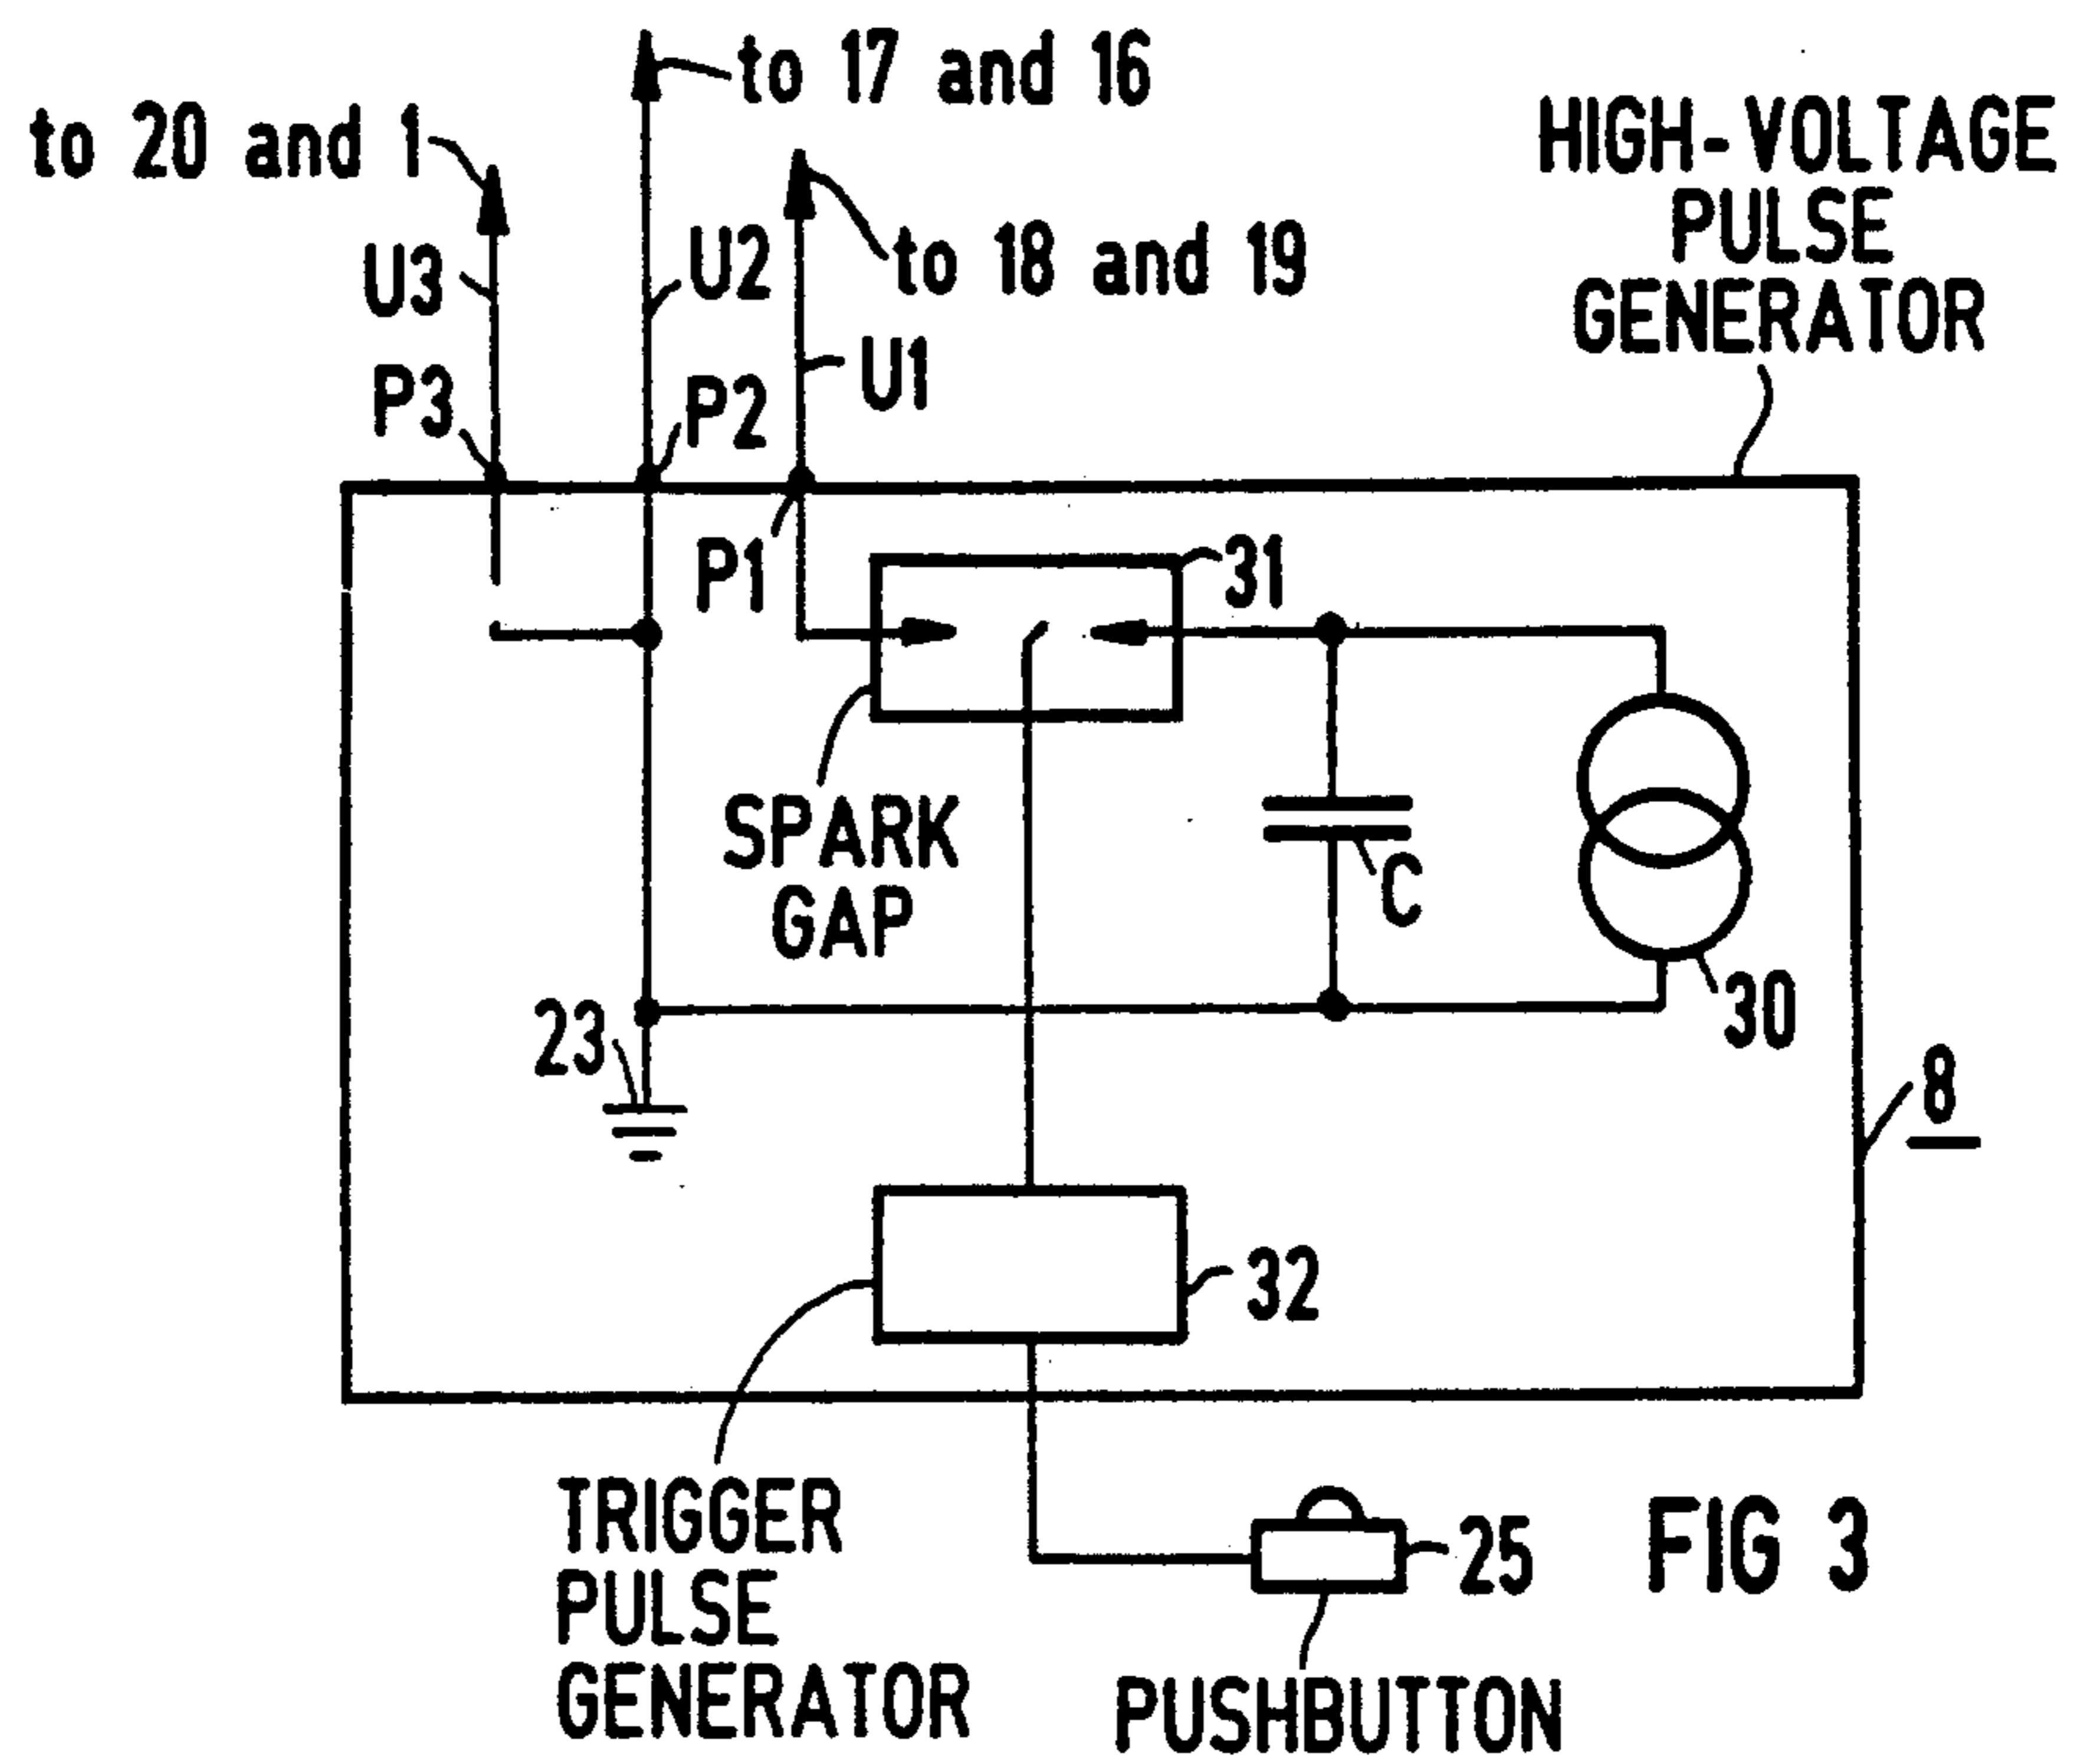 to 17 and 16
to 20 and 1
HIGH-VOLTAGE
PULSE
GENERATOR
U3
U2
to 18 and 19
U1
P3
P2
P1
31
SPARK
GAP
C
23
30
8
32
TRIGGER
PULSE
GENERATOR
25
FIG 3
PUSHBUTTON